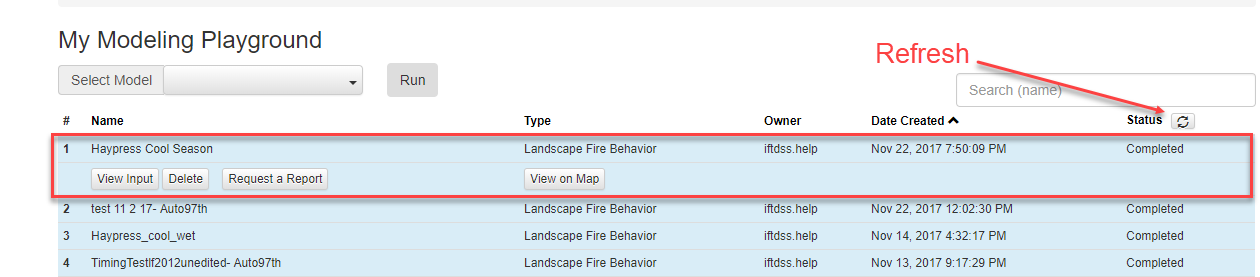 My Modeling Playground
Refresh
Select Model
Run
Search (name)
# Name Type Owner Date Created Status
1 Haypress Cool Season Landscape Fire Behavior iftdss.help Nov 22, 2017 7:50:09 PM Completed
View Input Delete Request a Report View on Map
2 test 11 2 17- Auto97th Landscape Fire Behavior iftdss.help Nov 22, 2017 12:02:30 PM Completed
3 Haypress_cool_wet Landscape Fire Behavior iftdss.help Nov 14, 2017 4:32:17 PM Completed
4 TimingTestlf2012unedited- Auto97th Landscape Fire Behavior iftdss.help Nov 13, 2017 9:17:29 PM Completed